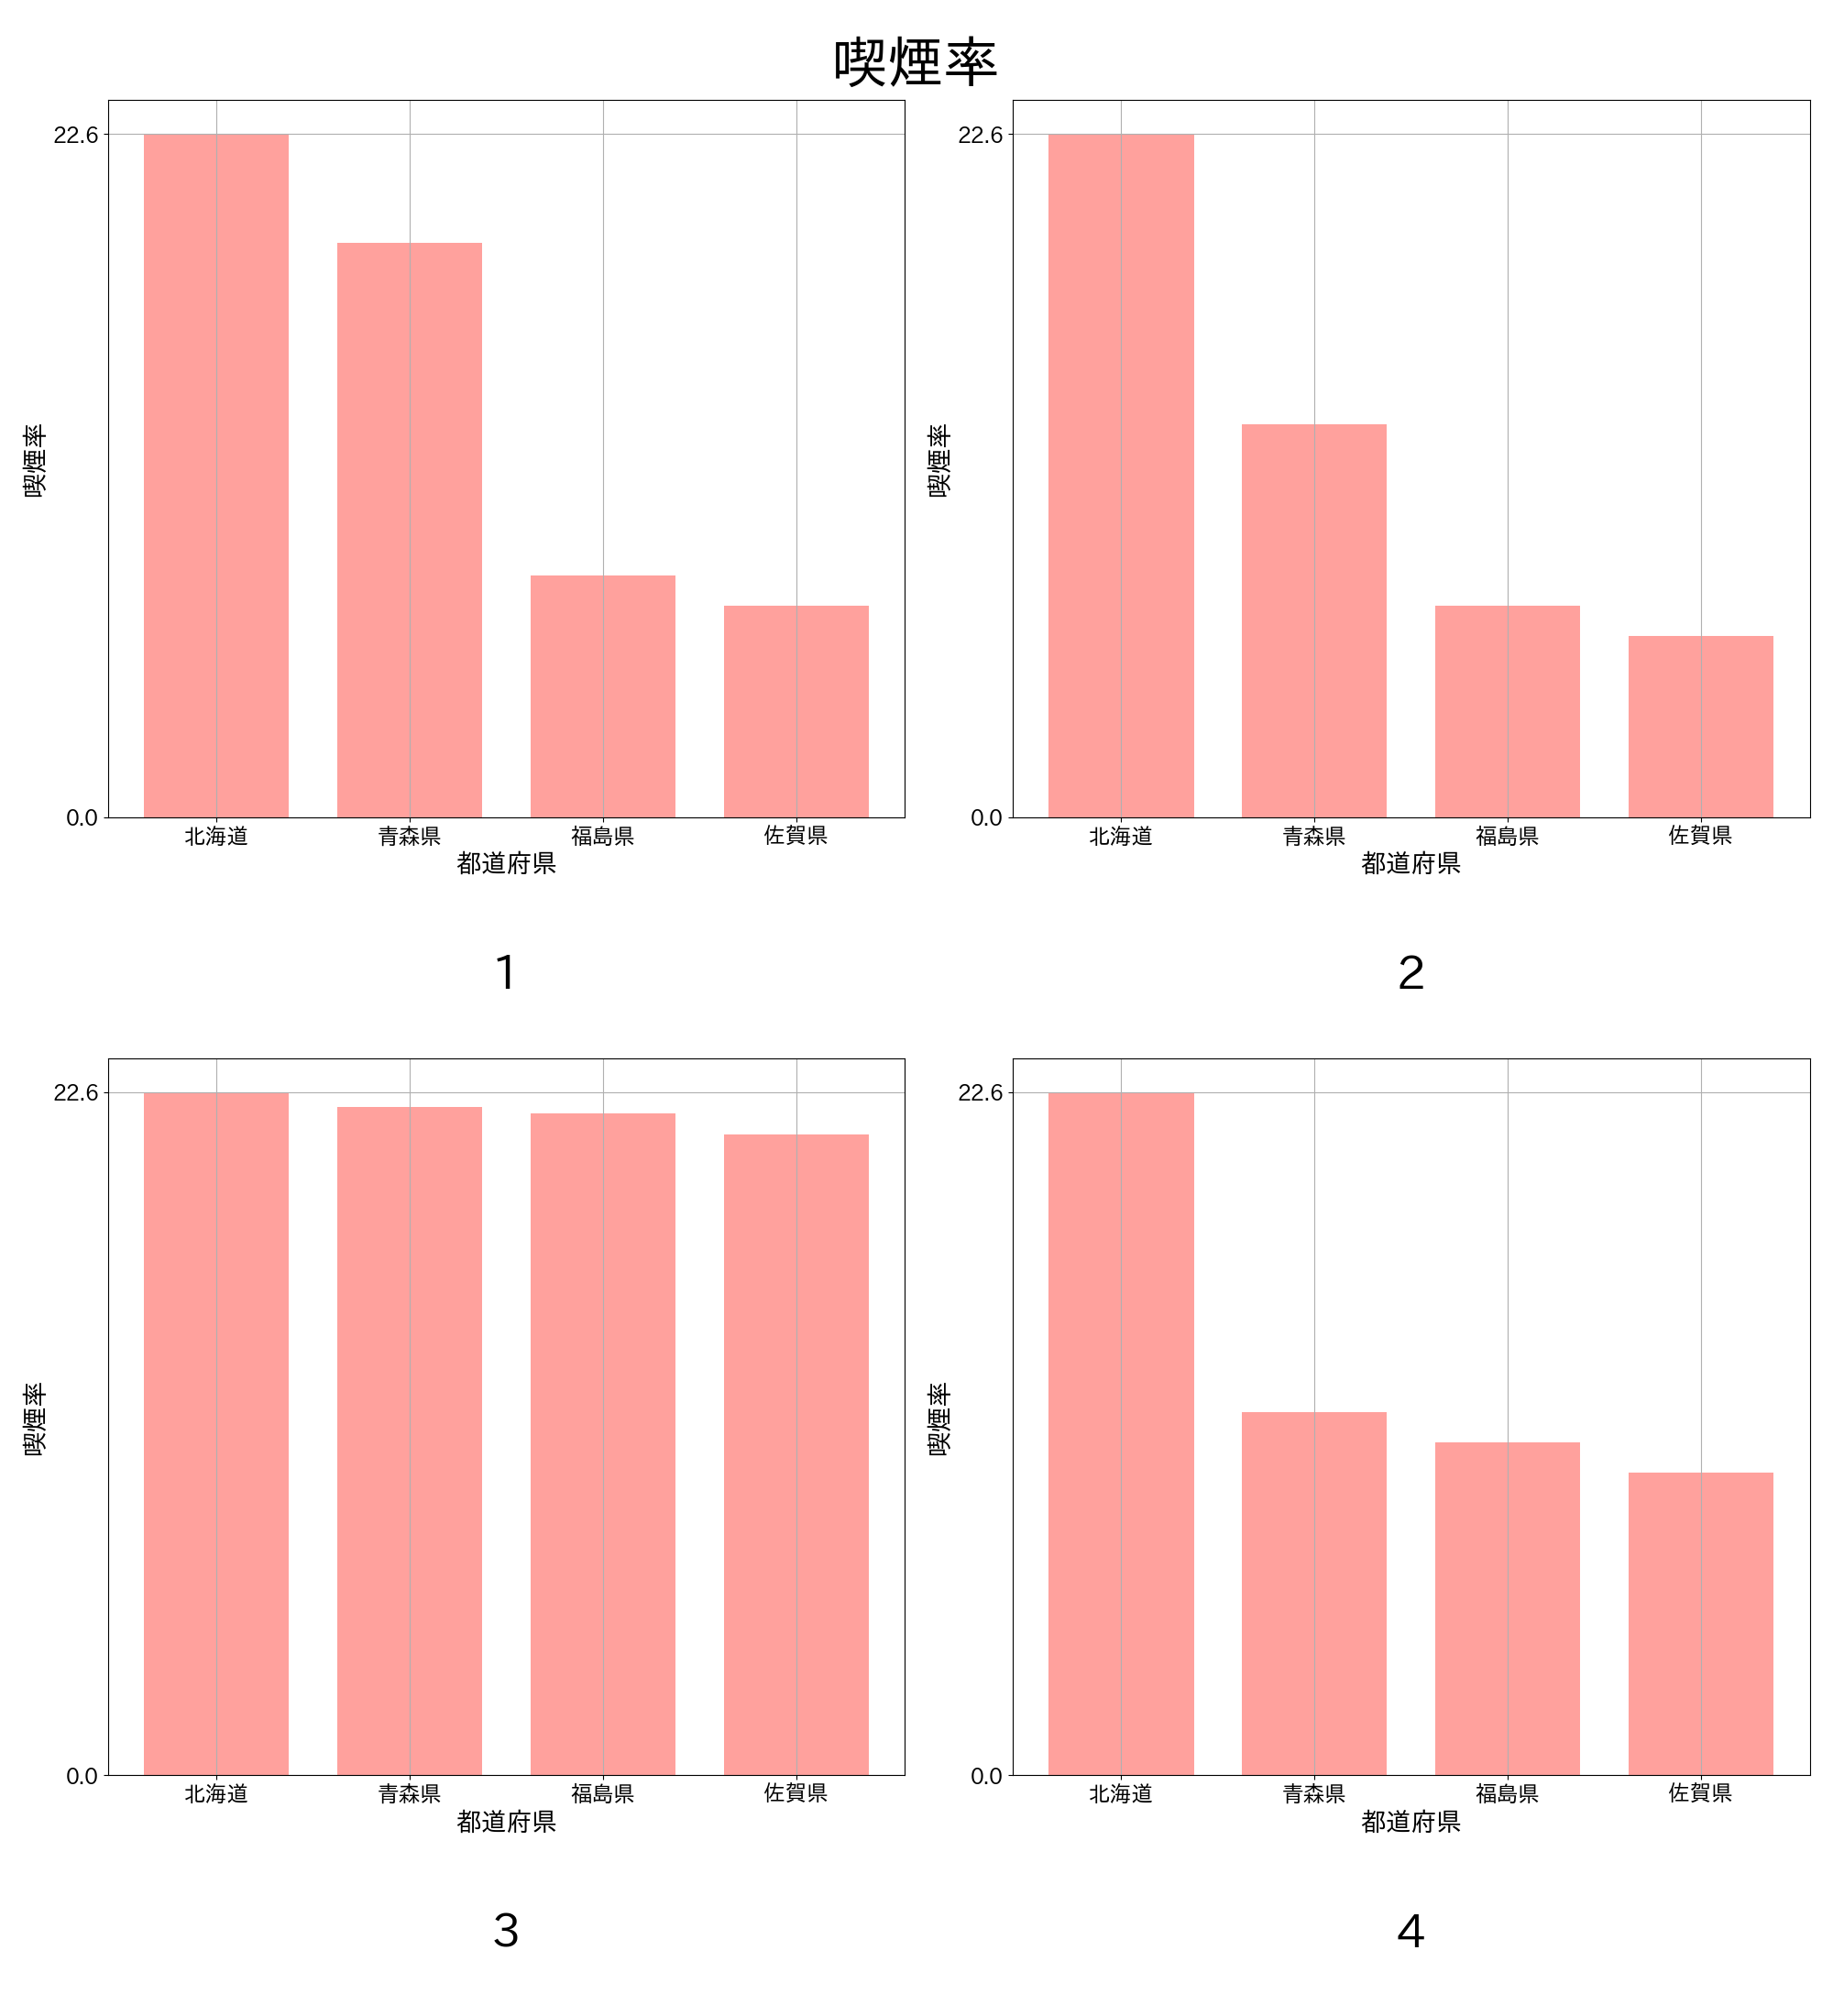 喫煙率
22.6
喫煙率
0.0
北海道 青森県 福島県 佐賀県
都道府県
1
22.6
喫煙率
0.0
北海道 青森県 福島県 佐賀県
都道府県
2
22.6
喫煙率
0.0
北海道 青森県 福島県 佐賀県
都道府県
3
22.6
喫煙率
0.0
北海道 青森県 福島県 佐賀県
都道府県
4